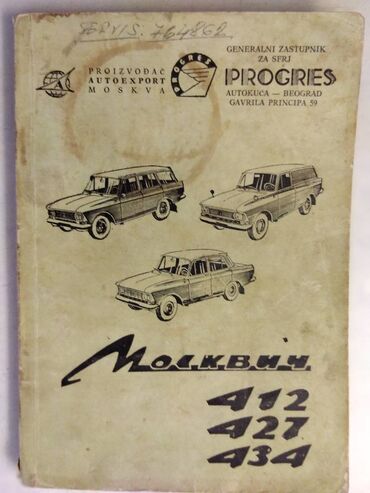 SERVIS. 764862
PROIZVOĐAČ
AUTOEXPORT
MOSKVA
PROGRES
GENERALNI ZASTUPNIK
ZA SFRJ
PROGRES
AUTOKUĆA — BEOGRAD
GAVRILA PRINCIPA 59
Москвич
412
427
434